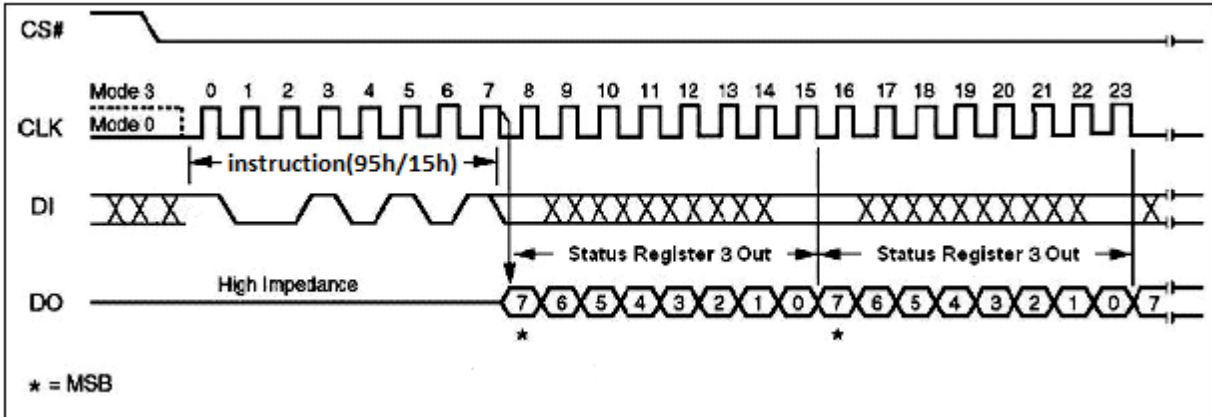 CS#
Mode 3 0 1 2 3 4 5 6 7 8 9 10 11 12 13 14 15 16 17 18 19 20 21 22 23
CLK Mode 0
instruction(95h/15h)
DI
Status Register 3 Out Status Register 3 Out
High Impedance
DO 7 6 5 4 3 2 1 0 7 6 5 4 3 2 1 0 7
* *
* = MSB